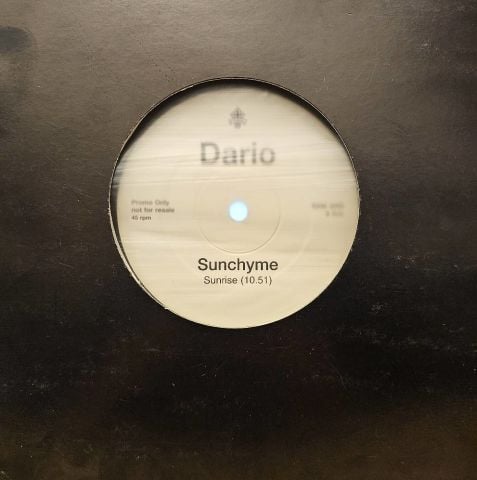 Dario
Promo Only
not for resale
45 rpm
Sunchyme
Sunrise (10.51)